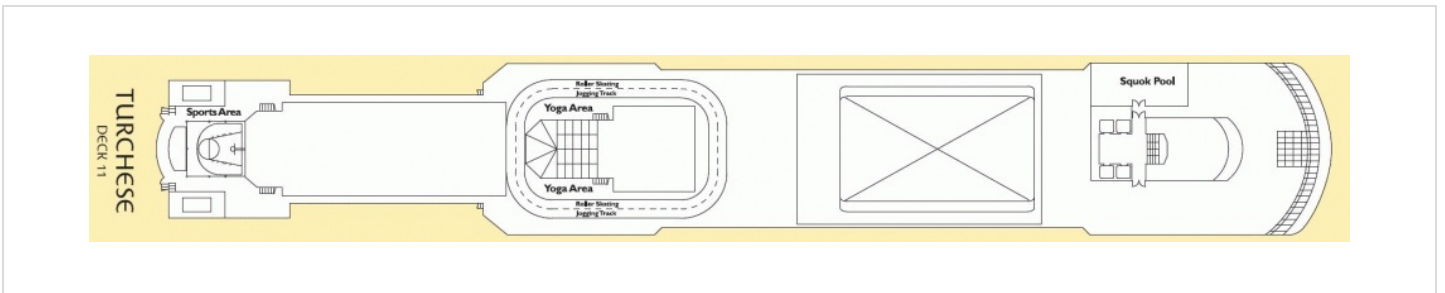 TURCHESE
DECK 11
Sports Area
Roller Skating
Jogging Track
Yoga Area
Yoga Area
Roller Skating
Jogging Track
Squok Pool